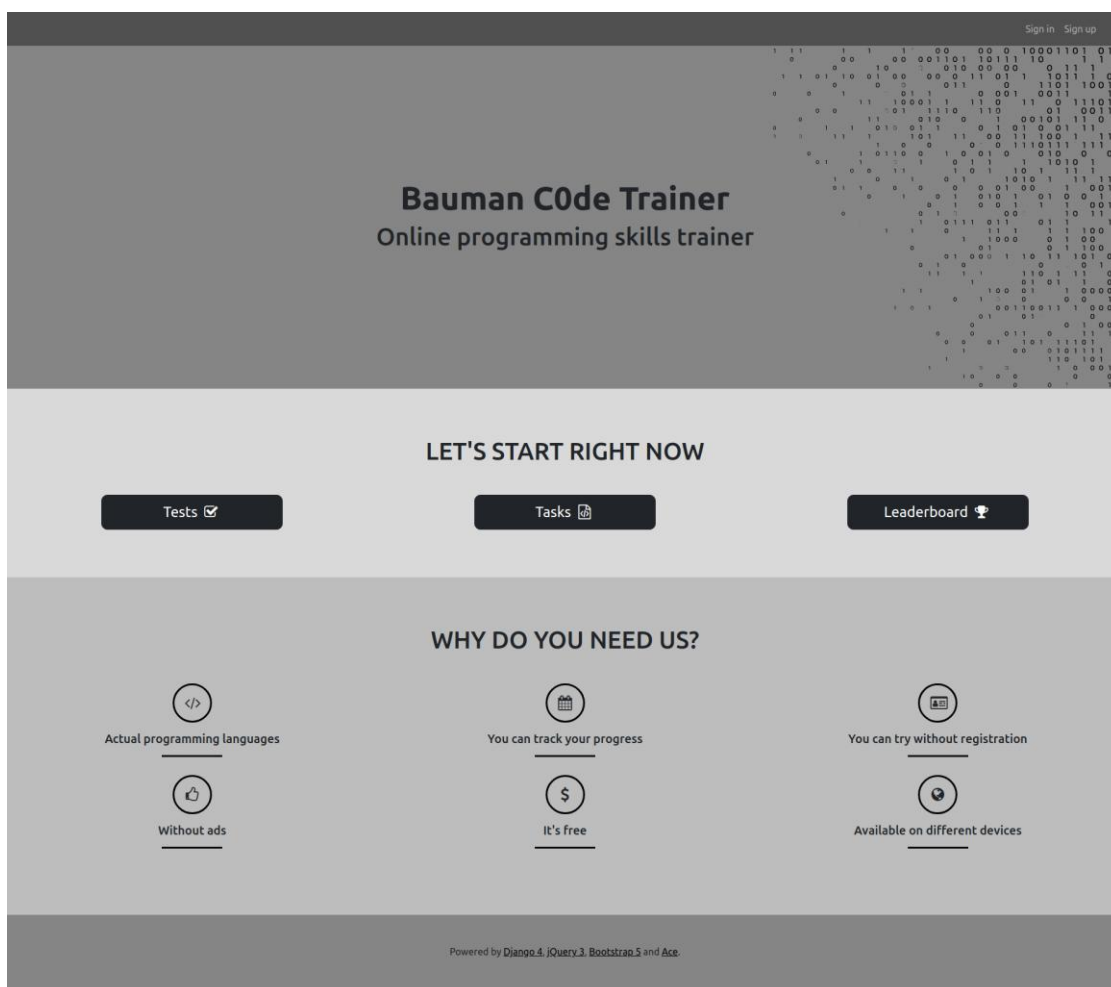 Sign in Sign up
Bauman C0de Trainer
Online programming skills trainer
LET'S START RIGHT NOW
Tests
Tasks
Leaderboard
WHY DO YOU NEED US?
Actual programming languages
You can track your progress
You can try without registration
Without ads
It's free
Available on different devices
Powered by Django 4, jQuery 3, Bootstrap 5 and Ace.